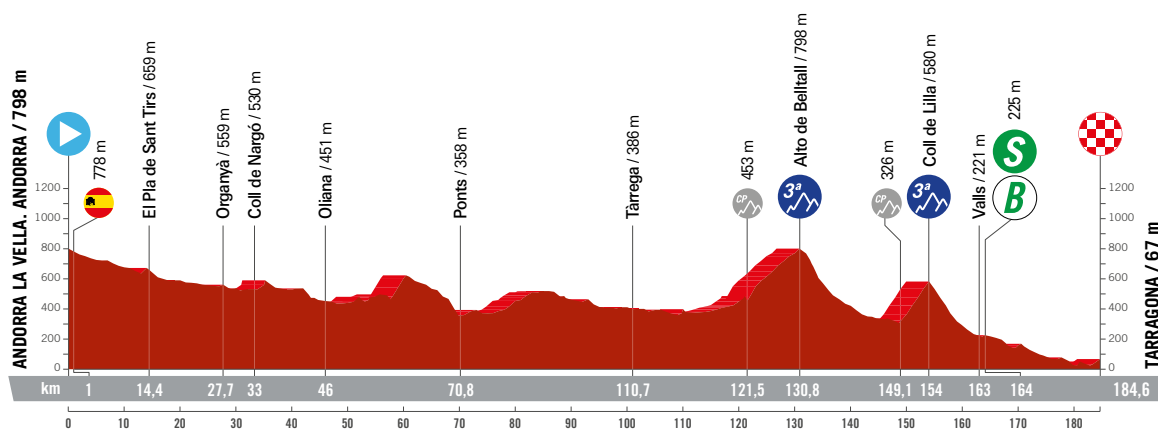 ANDORRA LA VELLA. ANDORRA / 798 m
778 m
El Pla de Sant Tirs / 659 m
Organyà / 559 m
Coll de Nargó / 530 m
Oliana / 451 m
Ponts / 358 m
Tàrrega / 386 m
453 m
CP
Alto de Belltall / 798 m
3ª
326 m
CP
Coll de Lilla / 580 m
3ª
Valls / 221 m
225 m
S
B
TARRAGONA / 67 m
1200
1000
800
600
400
200
0
1200
1000
800
600
400
200
0
km 1 14,4 27,7 33 46 70,8 110,7 121,5 130,8 149,1 154 163 164 184,6
0 10 20 30 40 50 60 70 80 90 100 110 120 130 140 150 160 170 180